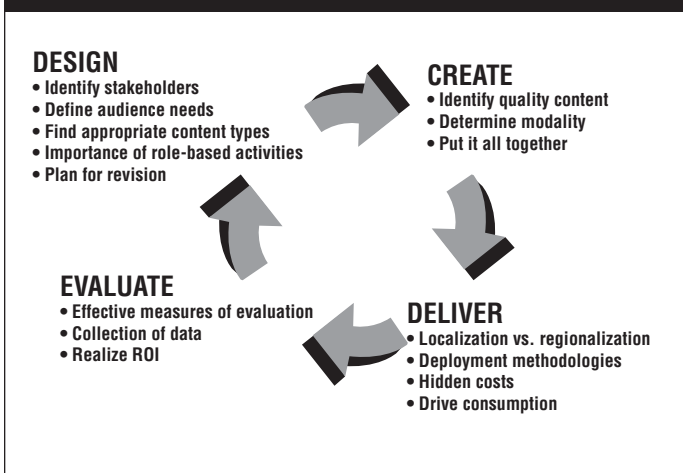 DESIGN
• Identify stakeholders
• Define audience needs
• Find appropriate content types
• Importance of role-based activities
• Plan for revision
CREATE
• Identify quality content
• Determine modality
• Put it all together
EVALUATE
• Effective measures of evaluation
• Collection of data
• Realize ROI
DELIVER
• Localization vs. regionalization
• Deployment methodologies
• Hidden costs
• Drive consumption